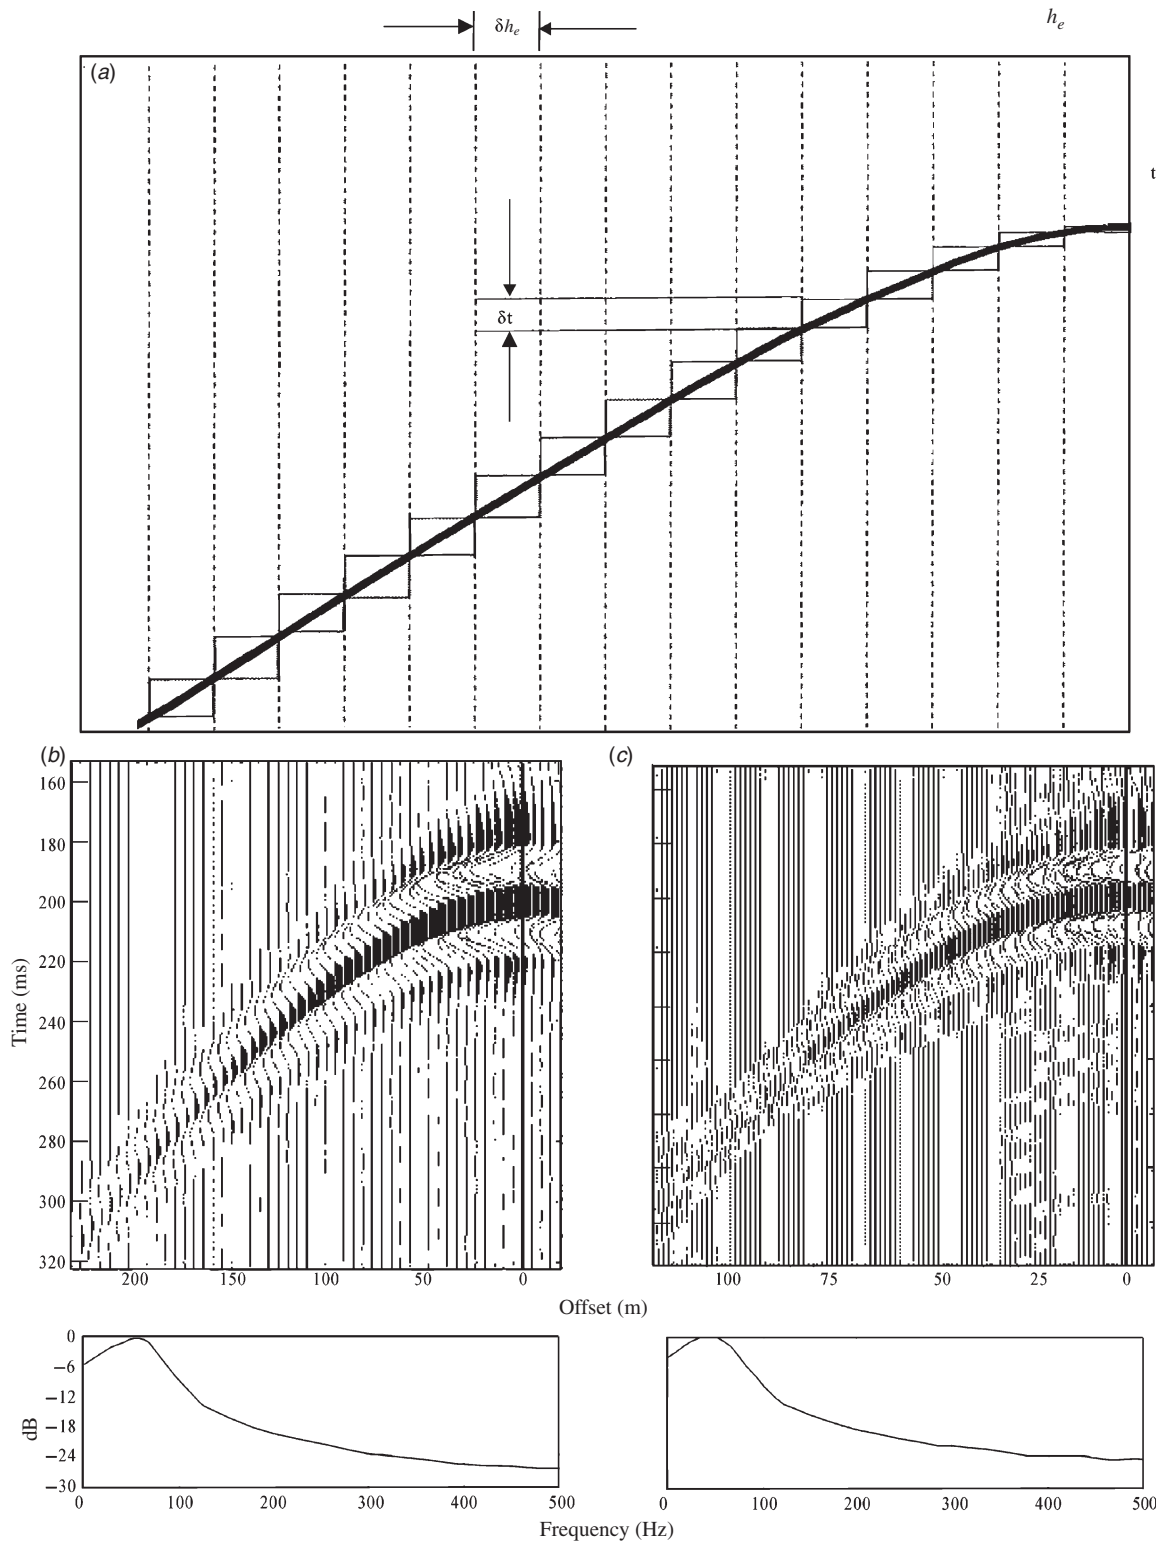 δhₑ
hₑ
(a)
t
δt
(b)
(c)
160
180
200
220
240
260
280
300
320
Time (ms)
200 150 100 50 0
100 75 50 25 0
Offset (m)
0
−6
−12
−18
−24
−30
dB
0 100 200 300 400 500
0 100 200 300 400 500
Frequency (Hz)